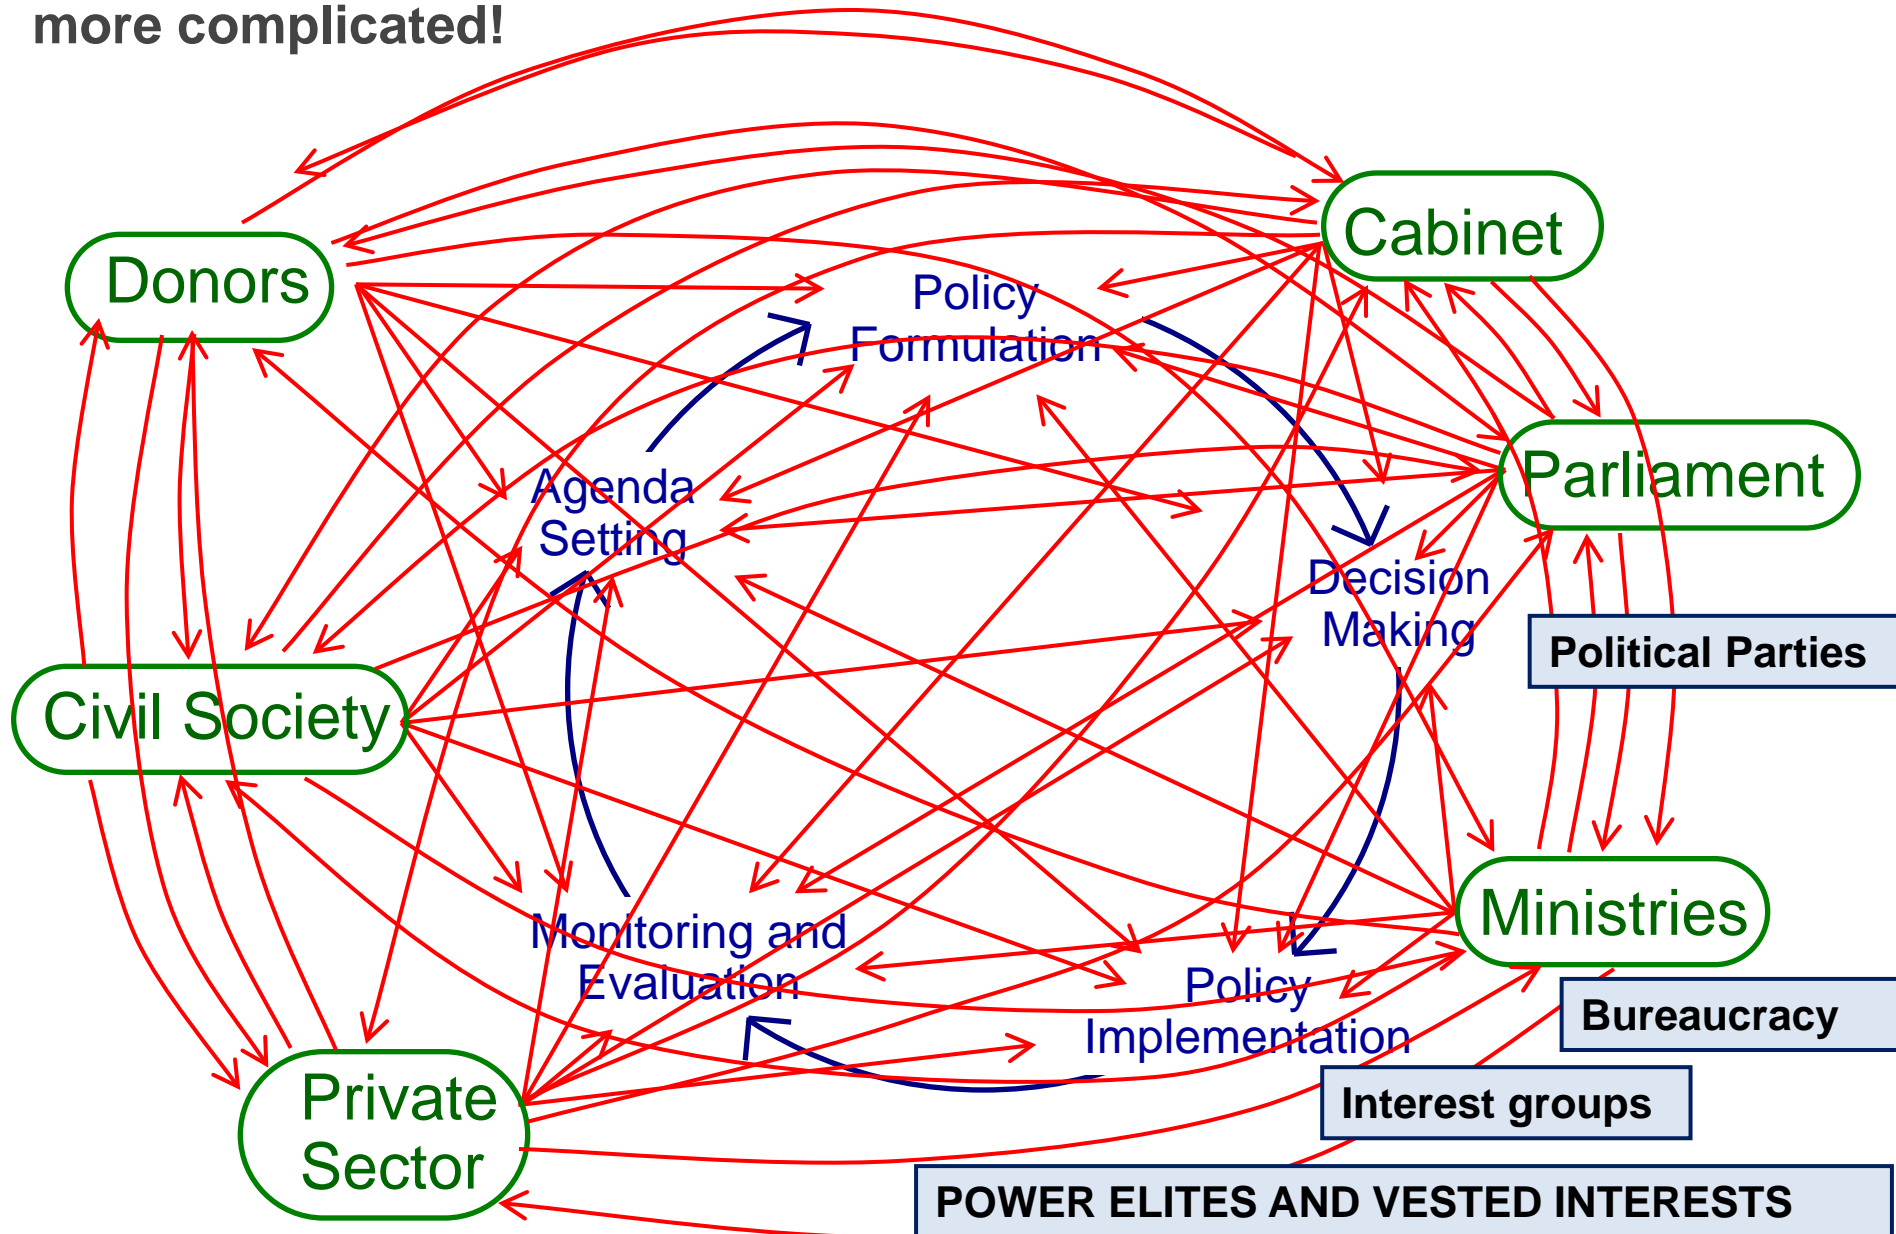 more complicated!
Cabinet
Donors
Policy
Formulation
Parliament
Agenda
Setting
Decision
Making
Political Parties
Civil Society
Ministries
Monitoring and
Evaluation
Policy
Implementation
Bureaucracy
Private
Sector
Interest groups
POWER ELITES AND VESTED INTERESTS